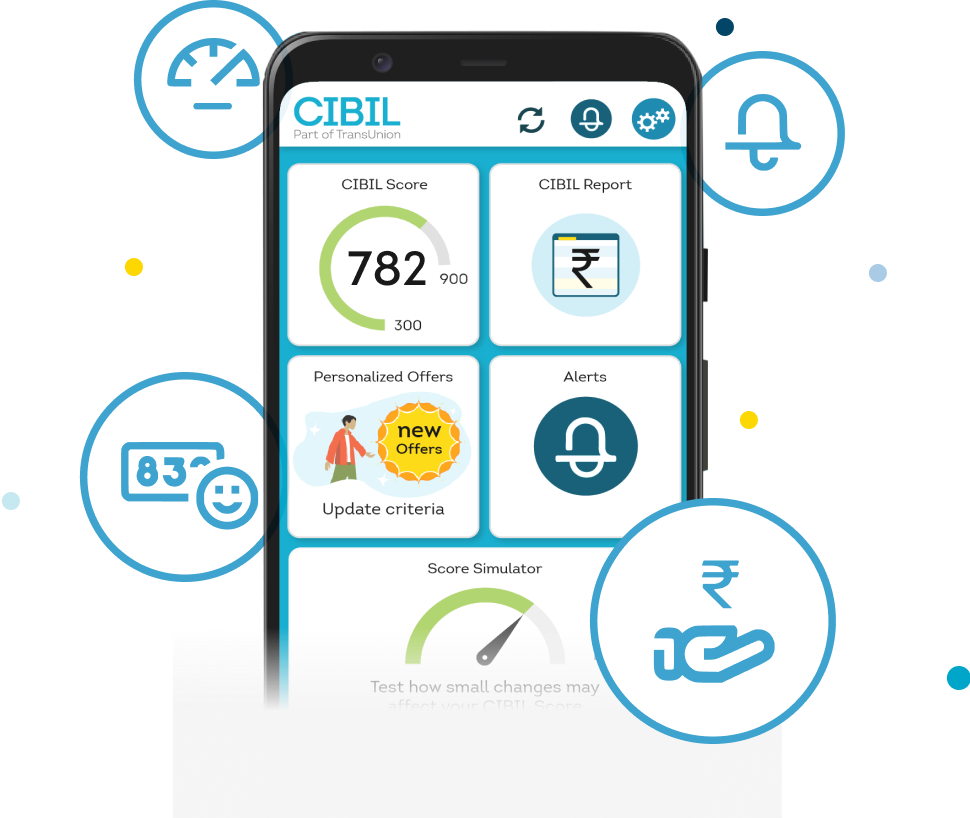 CIBIL
Part of TransUnion
CIBIL Score
CIBIL Report
782
900
300
₹
Personalized Offers
Alerts
new
Offers
Update criteria
83
Score Simulator
₹
Test how small changes may
affect your CIBIL Score